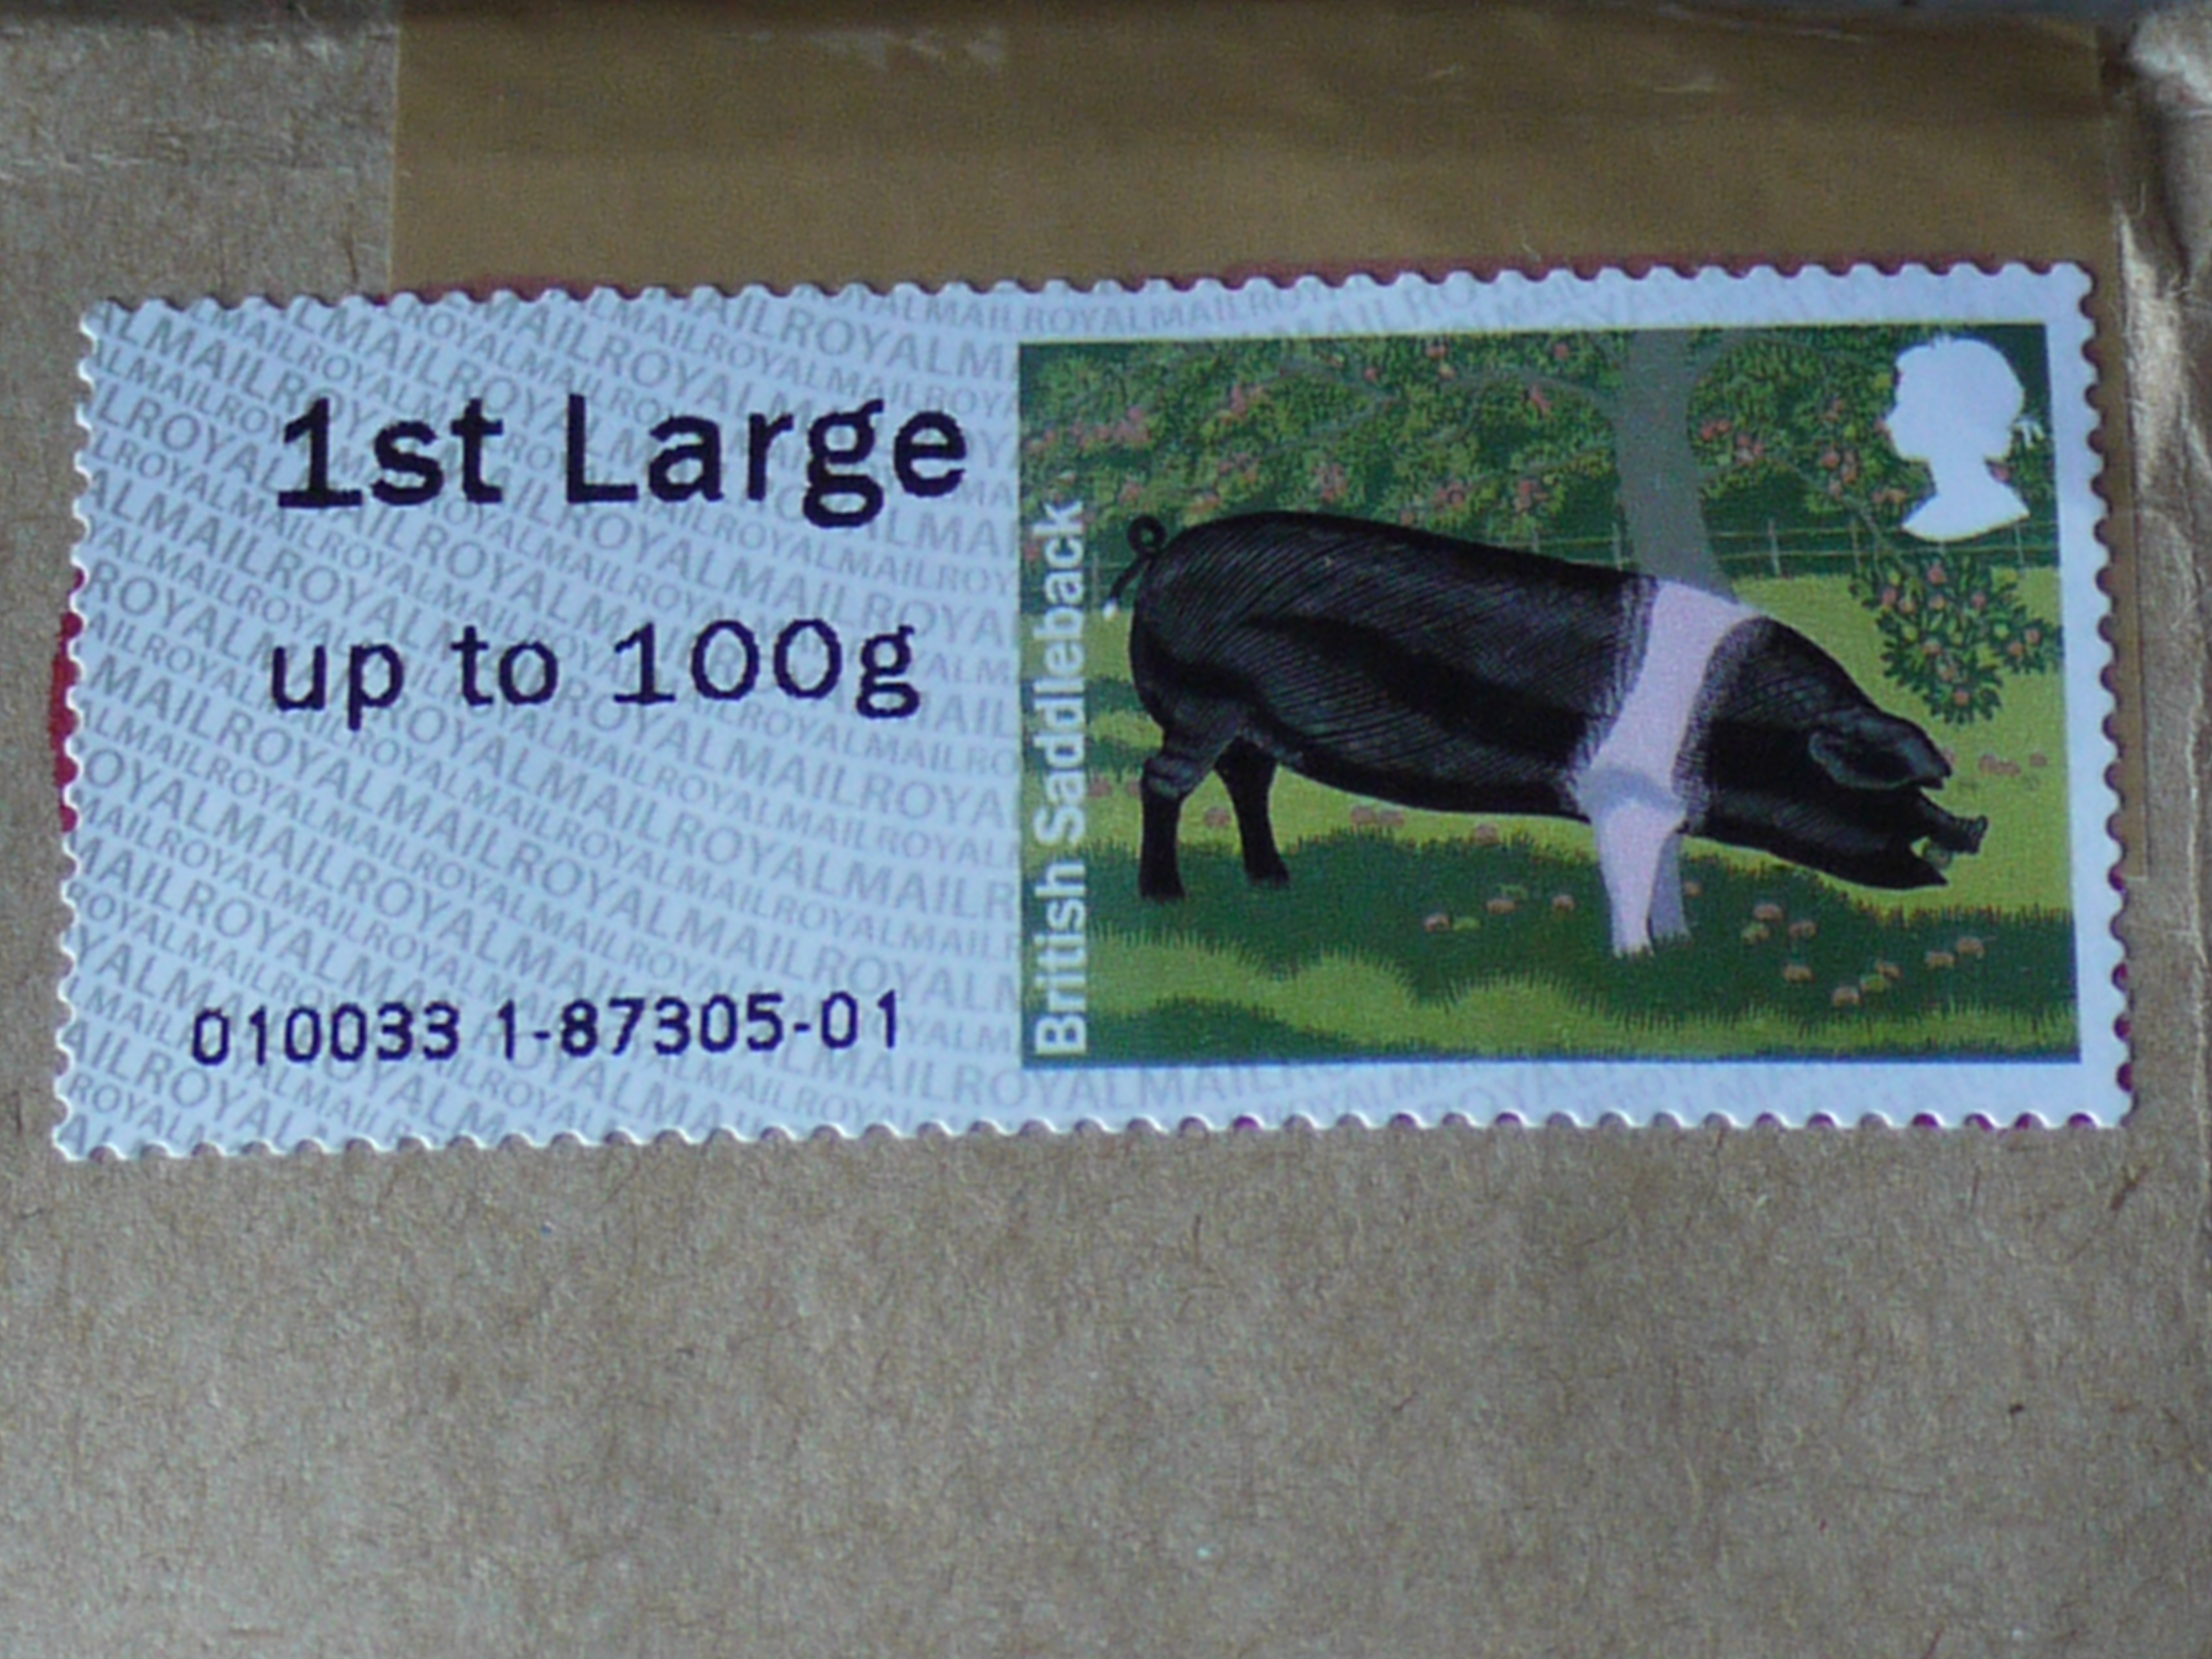 1st Large
up to 100g
010033 1-87305-01
British Saddleback